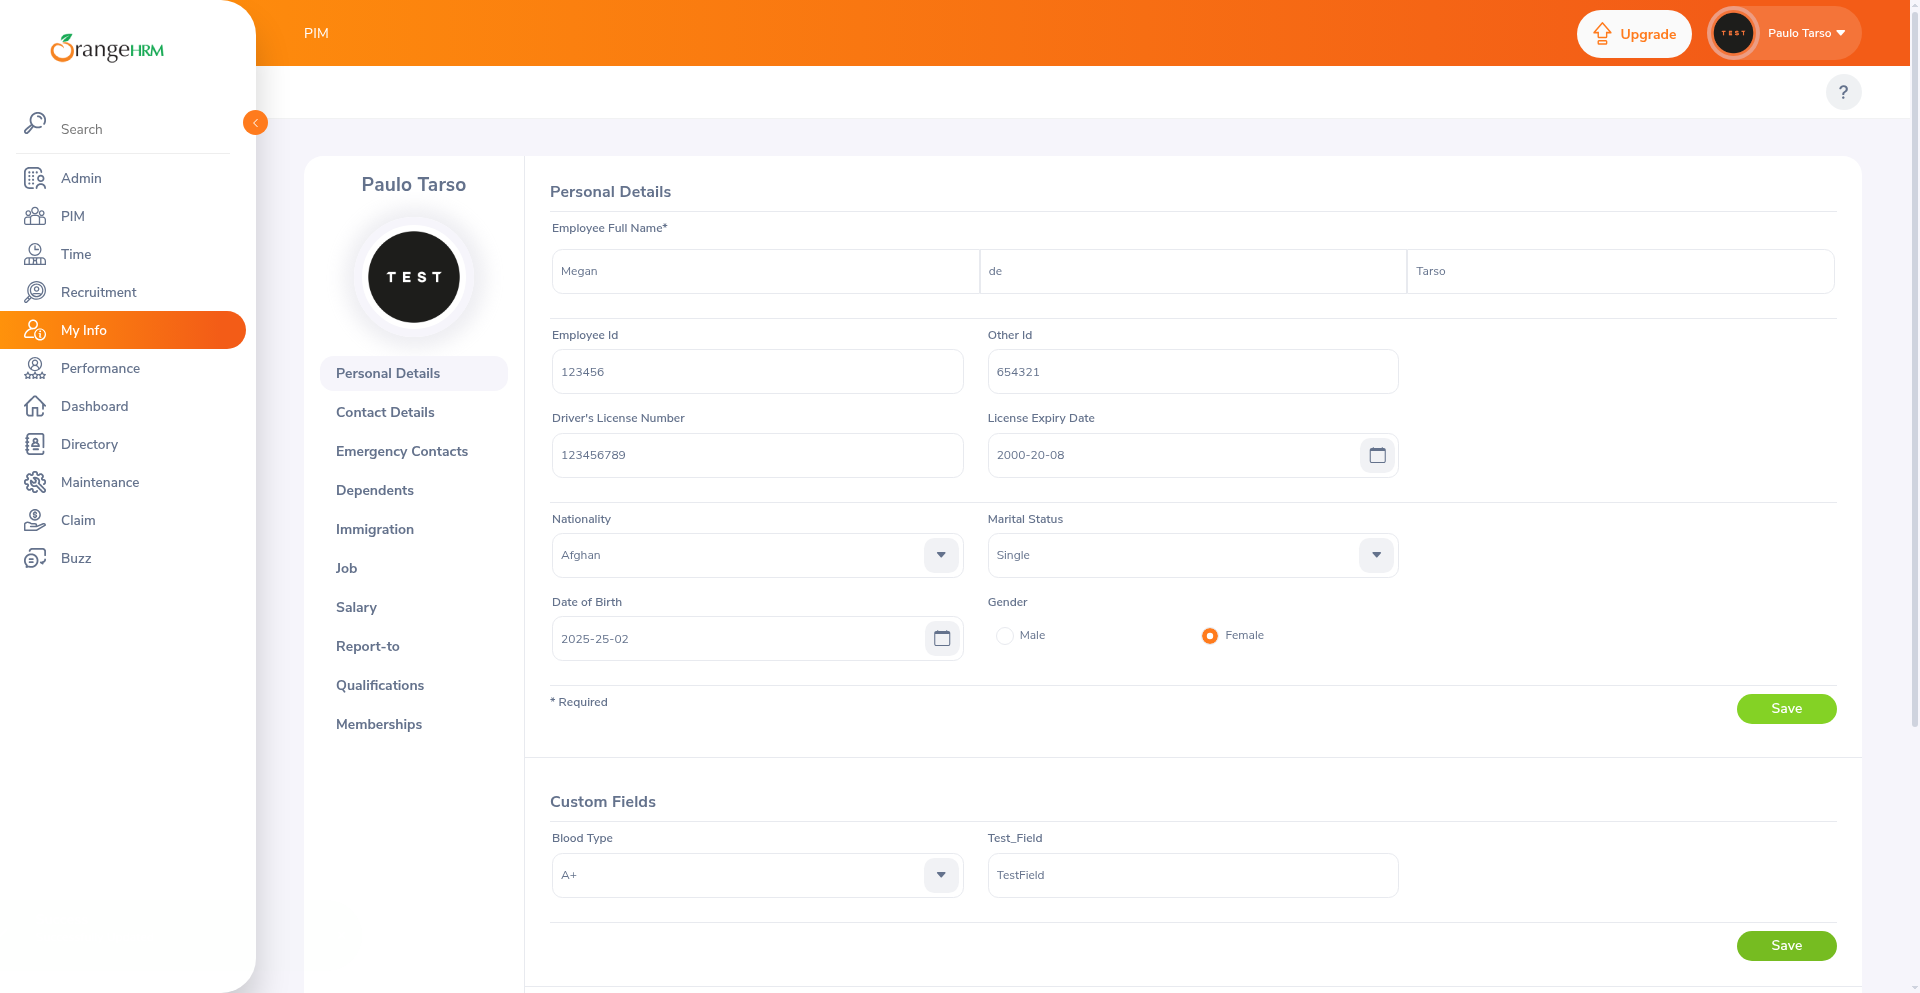 OrangeHRM
PIM
Upgrade
TEST
Paulo Tarso
?
Search
Admin
PIM
Time
Recruitment
My Info
Performance
Dashboard
Directory
Maintenance
Claim
Buzz
Paulo Tarso
TEST
Personal Details
Contact Details
Emergency Contacts
Dependents
Immigration
Job
Salary
Report-to
Qualifications
Memberships
Personal Details
Employee Full Name*
Megan de Tarso
Employee Id Other Id
123456 654321
Driver's License Number License Expiry Date
123456789 2000-20-08
Nationality Marital Status
Afghan Single
Date of Birth Gender
2025-25-02 Male Female
* Required Save
Custom Fields
Blood Type Test_Field
A+ TestField
Save